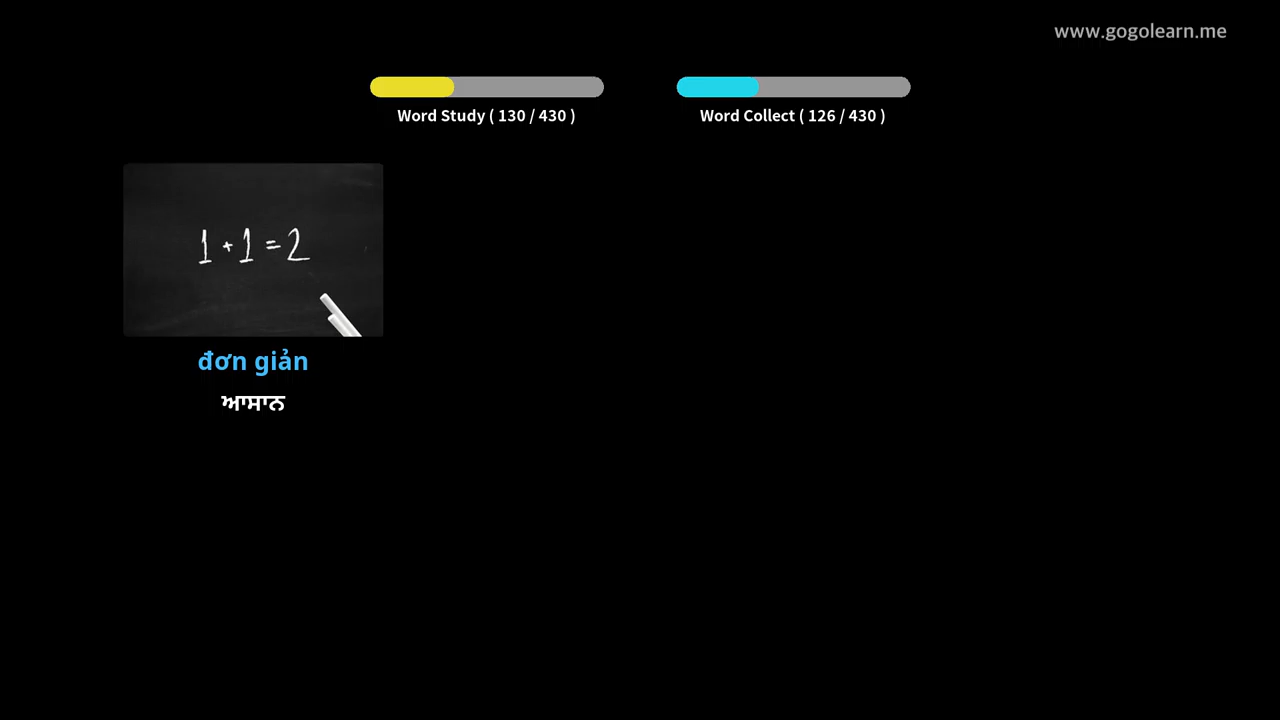 www.gogolearn.me
Word Study ( 130 / 430 )
Word Collect ( 126 / 430 )
1 + 1 = 2
đơn giản
ਆਸਾਨ